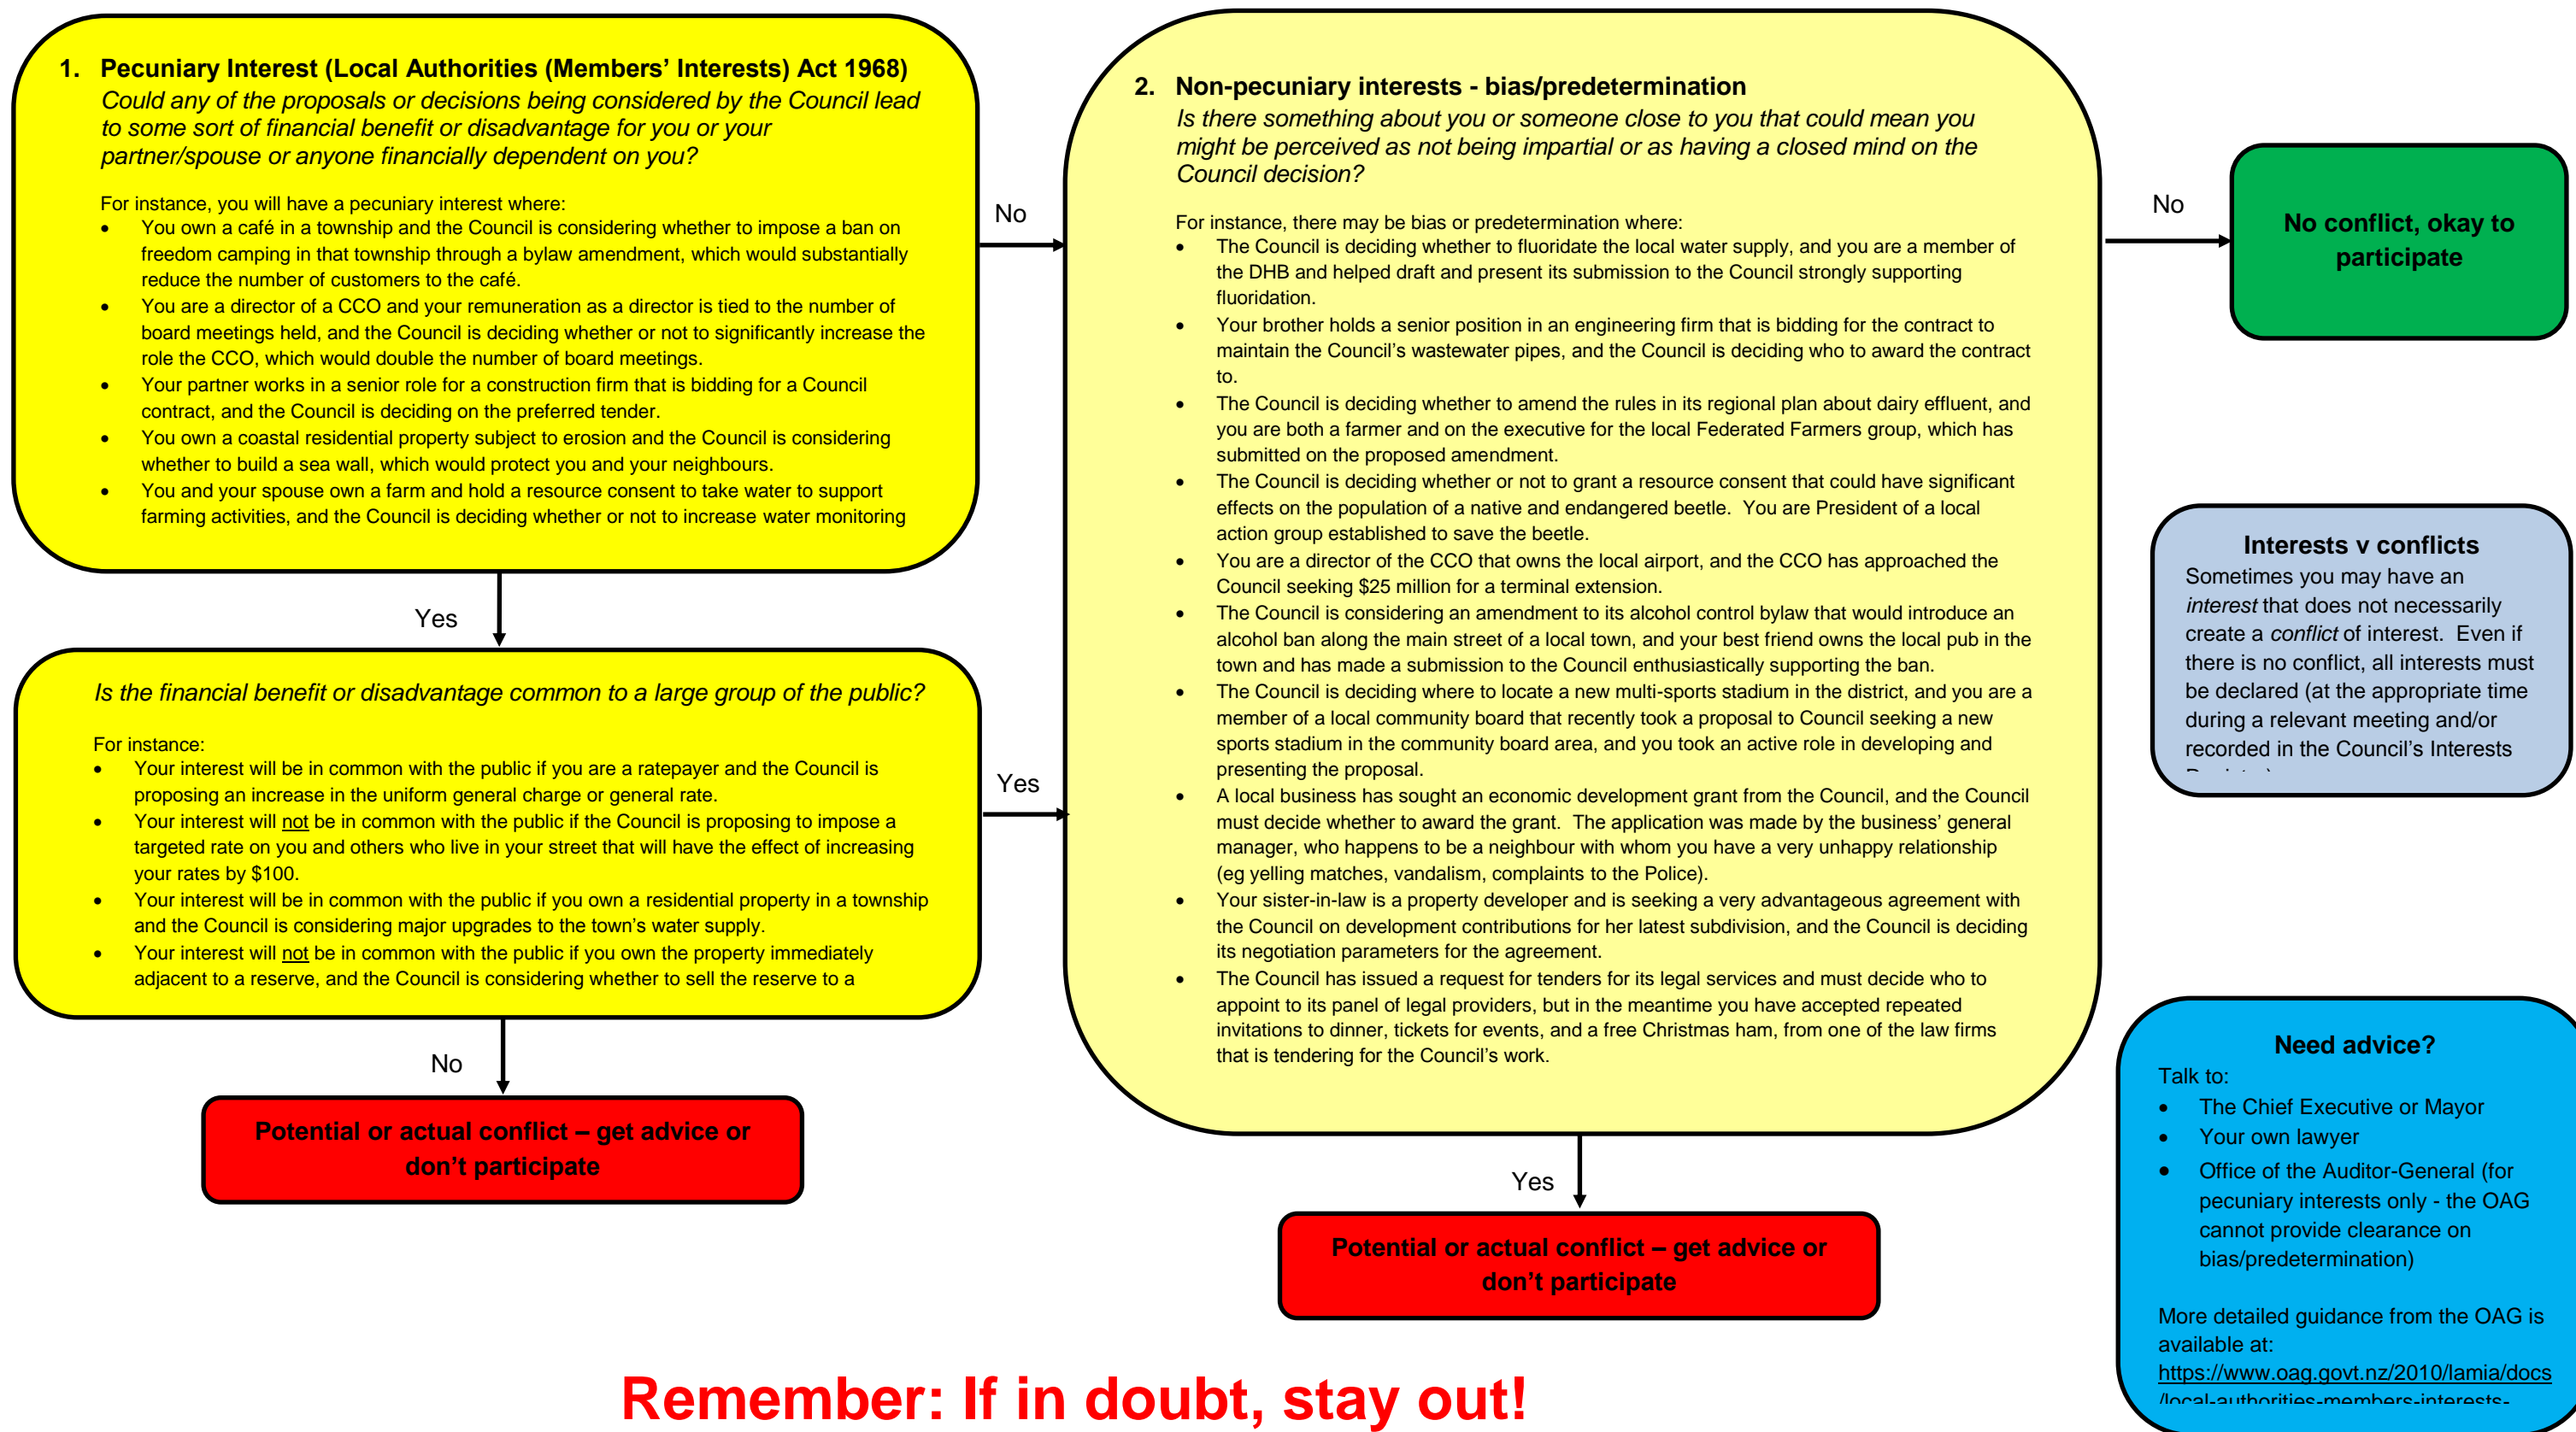 1. Pecuniary Interest (Local Authorities (Members’ Interests) Act 1968)
Could any of the proposals or decisions being considered by the Council lead
to some sort of financial benefit or disadvantage for you or your
partner/spouse or anyone financially dependent on you?
For instance, you will have a pecuniary interest where:
• You own a café in a township and the Council is considering whether to impose a ban on
freedom camping in that township through a bylaw amendment, which would substantially
reduce the number of customers to the café.
• You are a director of a CCO and your remuneration as a director is tied to the number of
board meetings held, and the Council is deciding whether or not to significantly increase the
role the CCO, which would double the number of board meetings.
• Your partner works in a senior role for a construction firm that is bidding for a Council
contract, and the Council is deciding on the preferred tender.
• You own a coastal residential property subject to erosion and the Council is considering
whether to build a sea wall, which would protect you and your neighbours.
• You and your spouse own a farm and hold a resource consent to take water to support
farming activities, and the Council is deciding whether or not to increase water monitoring
No
Yes
Is the financial benefit or disadvantage common to a large group of the public?
For instance:
• Your interest will be in common with the public if you are a ratepayer and the Council is
proposing an increase in the uniform general charge or general rate.
• Your interest will not be in common with the public if the Council is proposing to impose a
targeted rate on you and others who live in your street that will have the effect of increasing
your rates by $100.
• Your interest will be in common with the public if you own a residential property in a township
and the Council is considering major upgrades to the town’s water supply.
• Your interest will not be in common with the public if you own the property immediately
adjacent to a reserve, and the Council is considering whether to sell the reserve to a
Yes
No
Potential or actual conflict – get advice or
don’t participate
2. Non-pecuniary interests - bias/predetermination
Is there something about you or someone close to you that could mean you
might be perceived as not being impartial or as having a closed mind on the
Council decision?
For instance, there may be bias or predetermination where:
• The Council is deciding whether to fluoridate the local water supply, and you are a member of
the DHB and helped draft and present its submission to the Council strongly supporting
fluoridation.
• Your brother holds a senior position in an engineering firm that is bidding for the contract to
maintain the Council’s wastewater pipes, and the Council is deciding who to award the contract
to.
• The Council is deciding whether to amend the rules in its regional plan about dairy effluent, and
you are both a farmer and on the executive for the local Federated Farmers group, which has
submitted on the proposed amendment.
• The Council is deciding whether or not to grant a resource consent that could have significant
effects on the population of a native and endangered beetle. You are President of a local
action group established to save the beetle.
• You are a director of the CCO that owns the local airport, and the CCO has approached the
Council seeking $25 million for a terminal extension.
• The Council is considering an amendment to its alcohol control bylaw that would introduce an
alcohol ban along the main street of a local town, and your best friend owns the local pub in the
town and has made a submission to the Council enthusiastically supporting the ban.
• The Council is deciding where to locate a new multi-sports stadium in the district, and you are a
member of a local community board that recently took a proposal to Council seeking a new
sports stadium in the community board area, and you took an active role in developing and
presenting the proposal.
• A local business has sought an economic development grant from the Council, and the Council
must decide whether to award the grant. The application was made by the business’ general
manager, who happens to be a neighbour with whom you have a very unhappy relationship
(eg yelling matches, vandalism, complaints to the Police).
• Your sister-in-law is a property developer and is seeking a very advantageous agreement with
the Council on development contributions for her latest subdivision, and the Council is deciding
its negotiation parameters for the agreement.
• The Council has issued a request for tenders for its legal services and must decide who to
appoint to its panel of legal providers, but in the meantime you have accepted repeated
invitations to dinner, tickets for events, and a free Christmas ham, from one of the law firms
that is tendering for the Council’s work.
Yes
Potential or actual conflict – get advice or
don’t participate
No
No conflict, okay to
participate
Interests v conflicts
Sometimes you may have an
interest that does not necessarily
create a conflict of interest. Even if
there is no conflict, all interests must
be declared (at the appropriate time
during a relevant meeting and/or
recorded in the Council’s Interests
Need advice?
Talk to:
• The Chief Executive or Mayor
• Your own lawyer
• Office of the Auditor-General (for
pecuniary interests only - the OAG
cannot provide clearance on
bias/predetermination)
More detailed guidance from the OAG is
available at:
https://www.oag.govt.nz/2010/lamia/docs
/local-authorities-members-interests-
Remember: If in doubt, stay out!